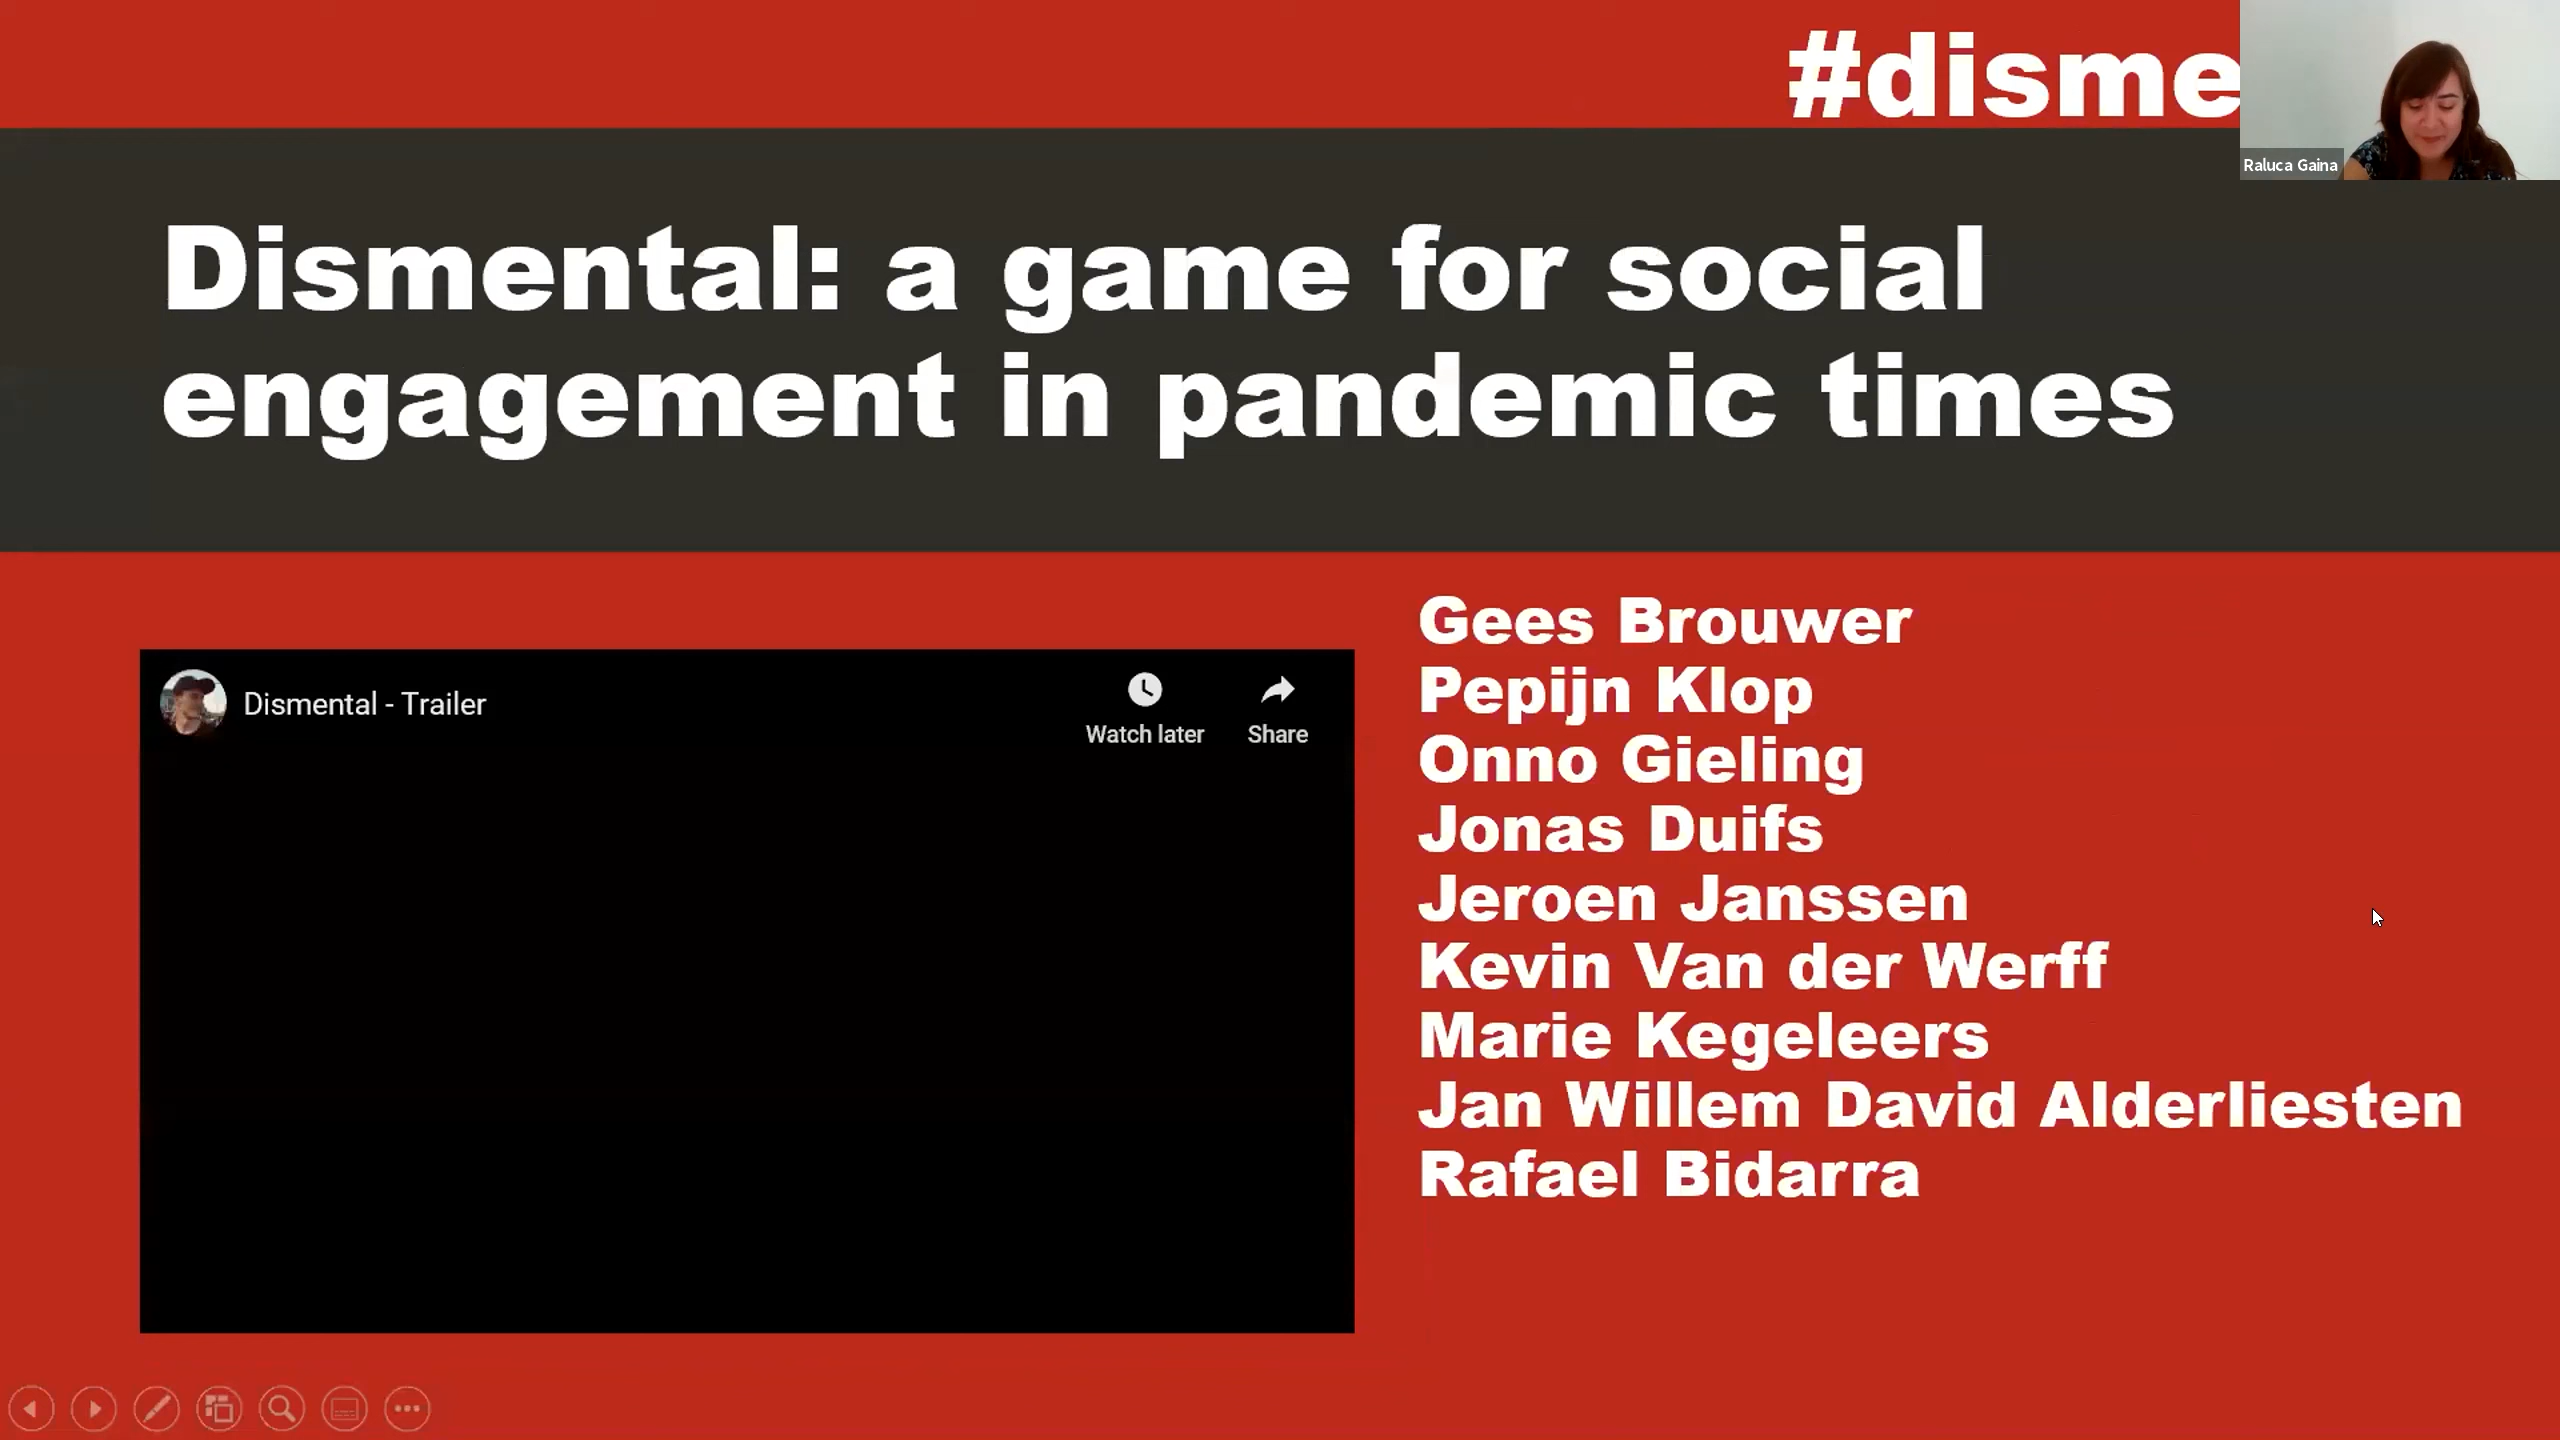 #disme
Raluca Gaina
Dismental: a game for social
engagement in pandemic times
Dismental - Trailer
Watch later
Share
Gees Brouwer
Pepijn Klop
Onno Gieling
Jonas Duifs
Jeroen Janssen
Kevin Van der Werff
Marie Kegeleers
Jan Willem David Alderliesten
Rafael Bidarra